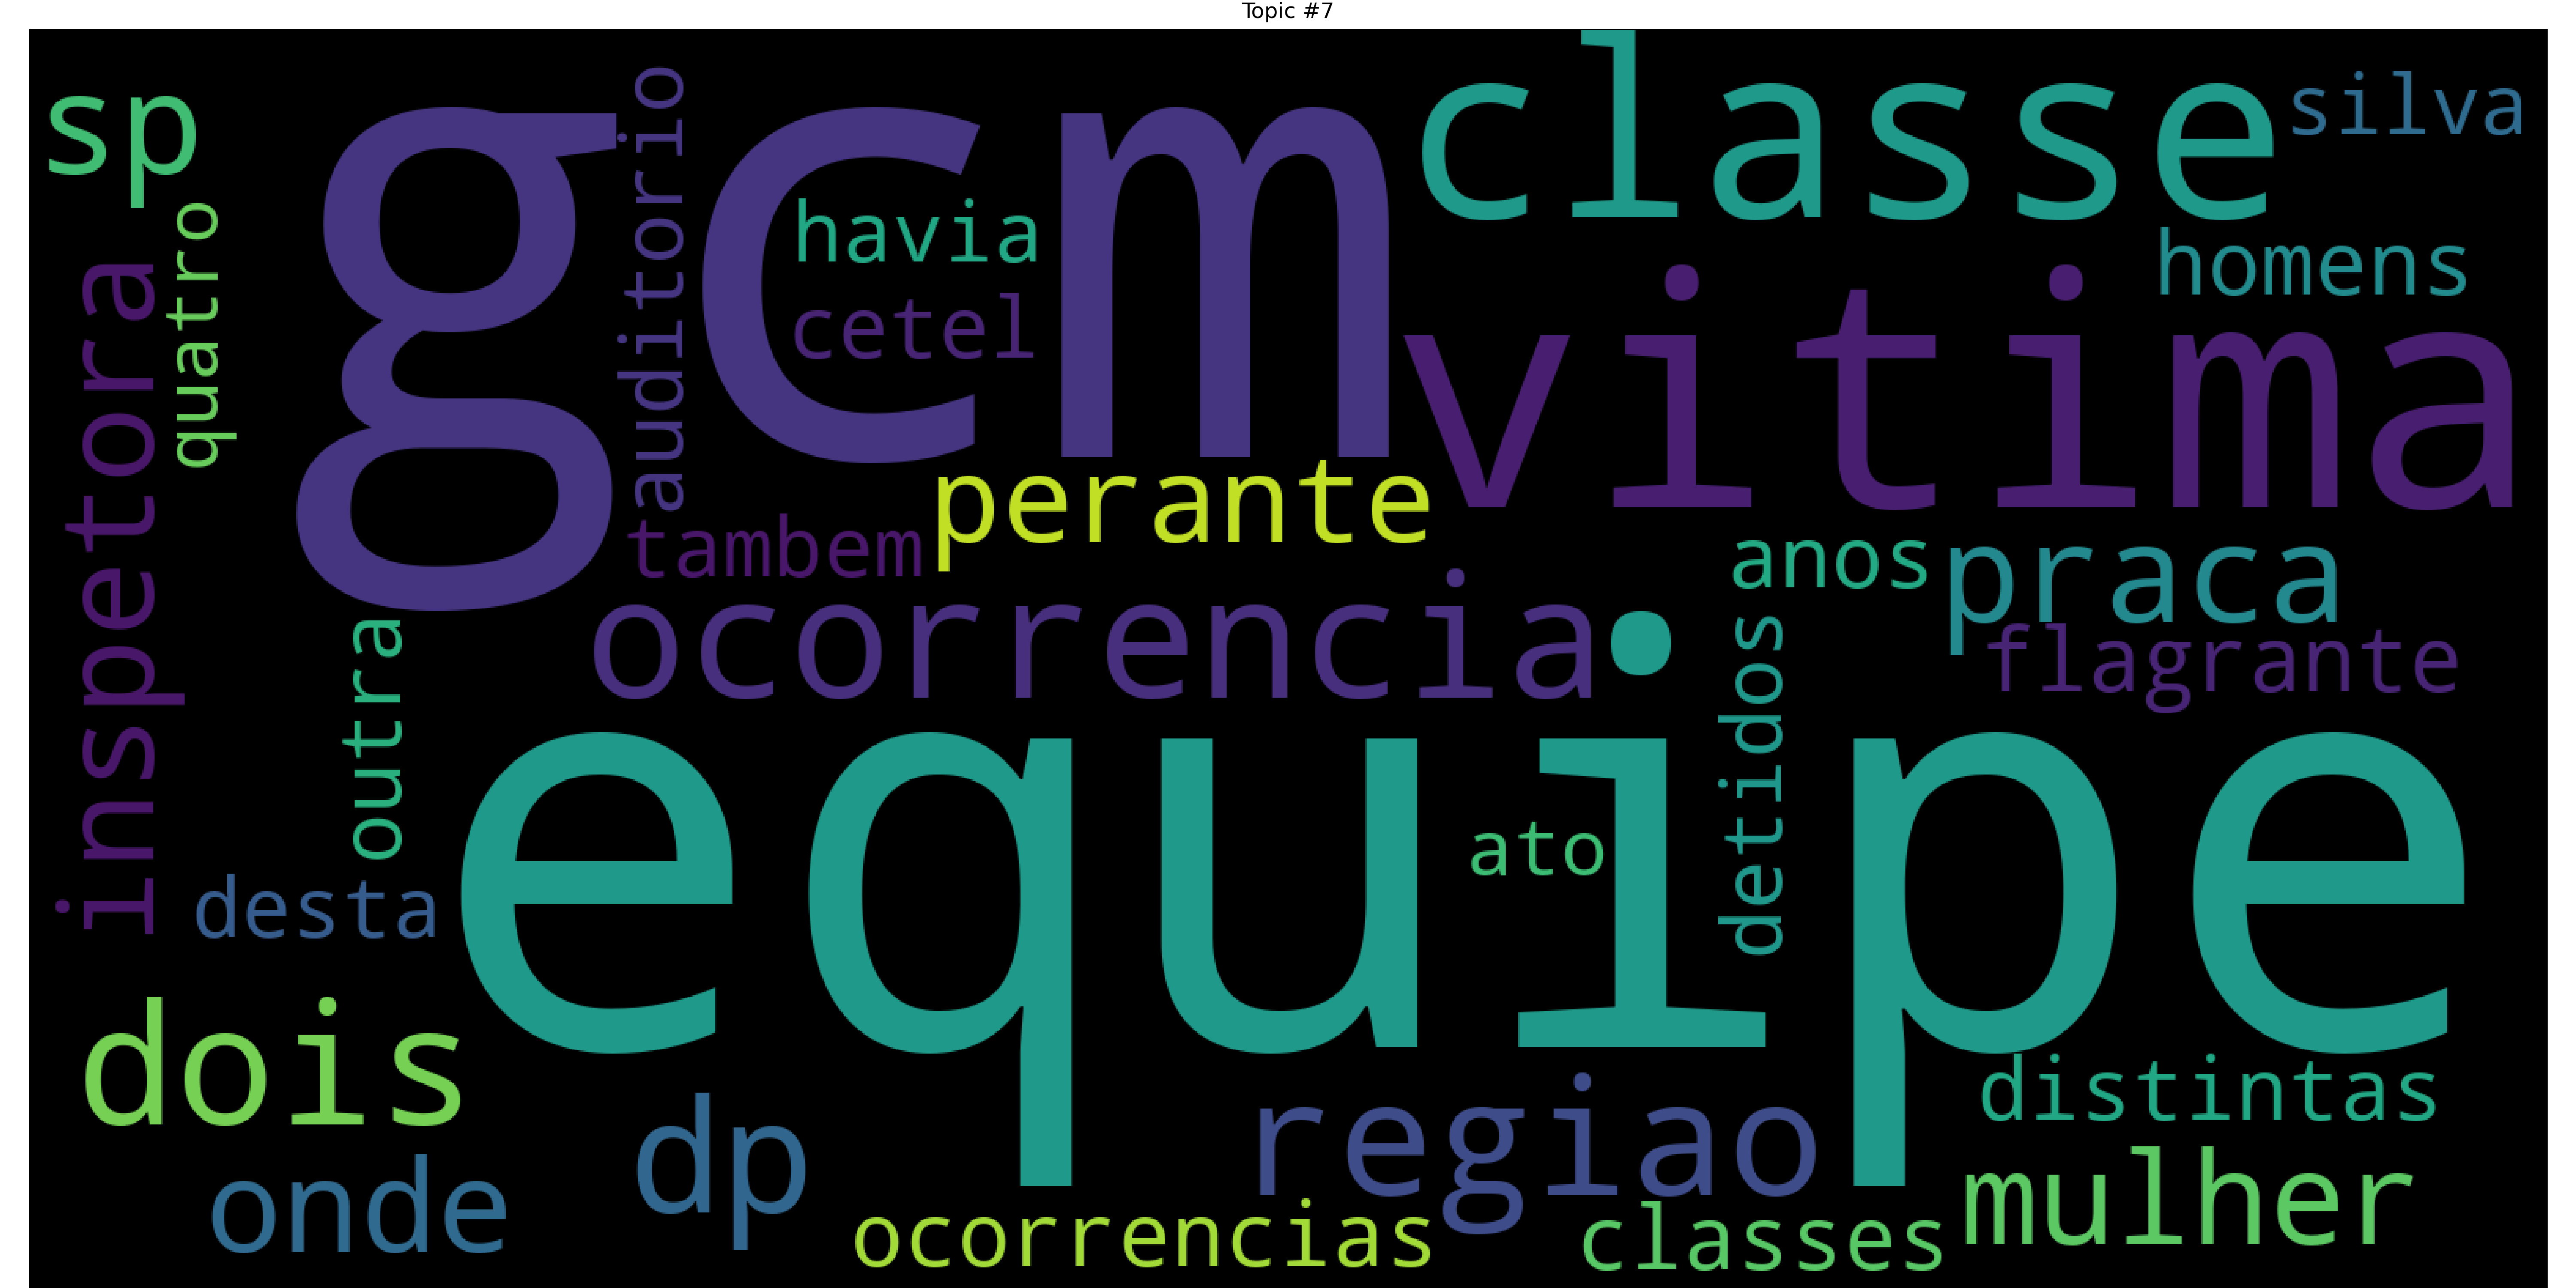 Topic #7
sp
gcm
classe
silva
quatro
auditorio
havia
homens
inspetora
cetel
vitima
perante
tambem
anos
praca
ocorrencia
detidos
flagrante
outra
equipe
ato
desta
dois
distintas
dp
regiao
mulher
onde
ocorrencias
classes